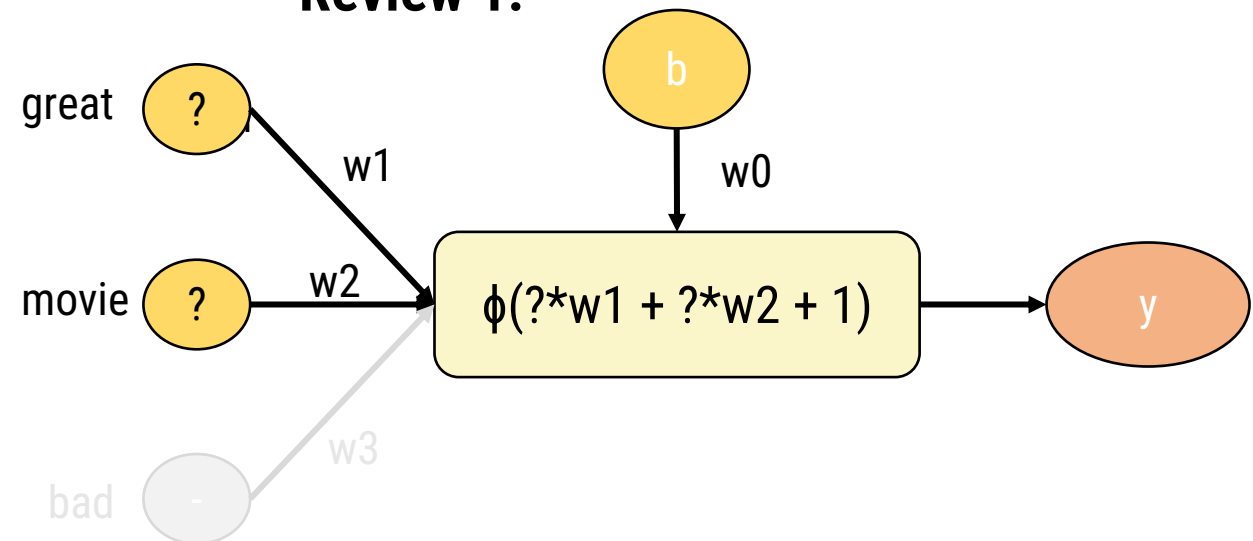 Review 1:
b
great
?
w1
w0
movie
?
w2
ϕ(?*w1 + ?*w2 + 1)
y
w3
bad
-